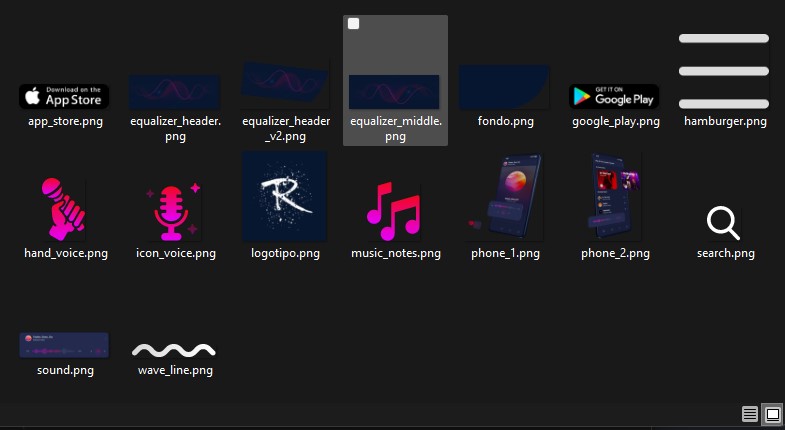 Download on the
App Store
GET IT ON
Google Play
app_store.png
equalizer_header.
png
equalizer_header
_v2.png
equalizer_middle.
png
fondo.png
google_play.png
hamburger.png
R
hand_voice.png
icon_voice.png
logotipo.png
music_notes.png
phone_1.png
phone_2.png
search.png
sound.png
wave_line.png